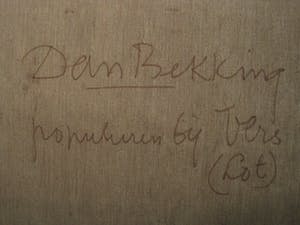 Dan Bekking
populieren bij Vers
(Lot)